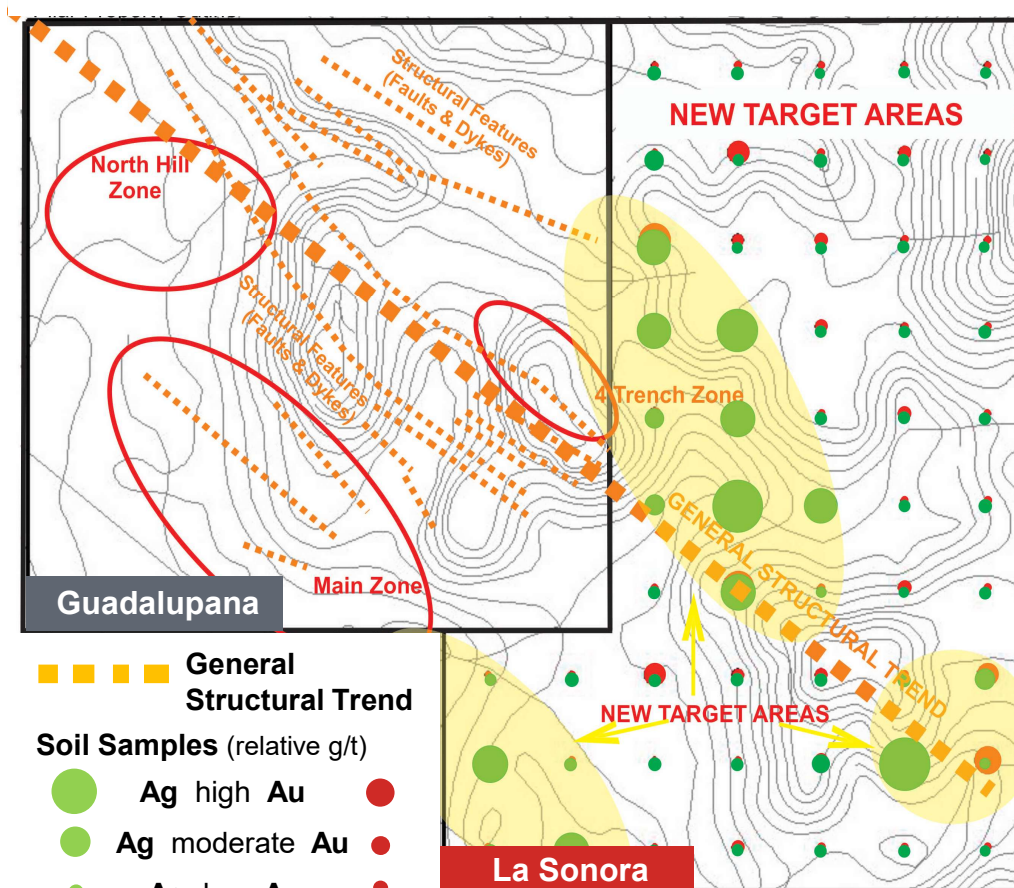 Structural Features
(Faults & Dykes)
NEW TARGET AREAS
North Hill
Zone
Structural Features
(Faults & Dykes)
4 Trench Zone
GENERAL STRUCTURAL TREND
Main Zone
Guadalupana
General
Structural Trend
NEW TARGET AREAS
Soil Samples (relative g/t)
Ag high Au
Ag moderate Au
La Sonora